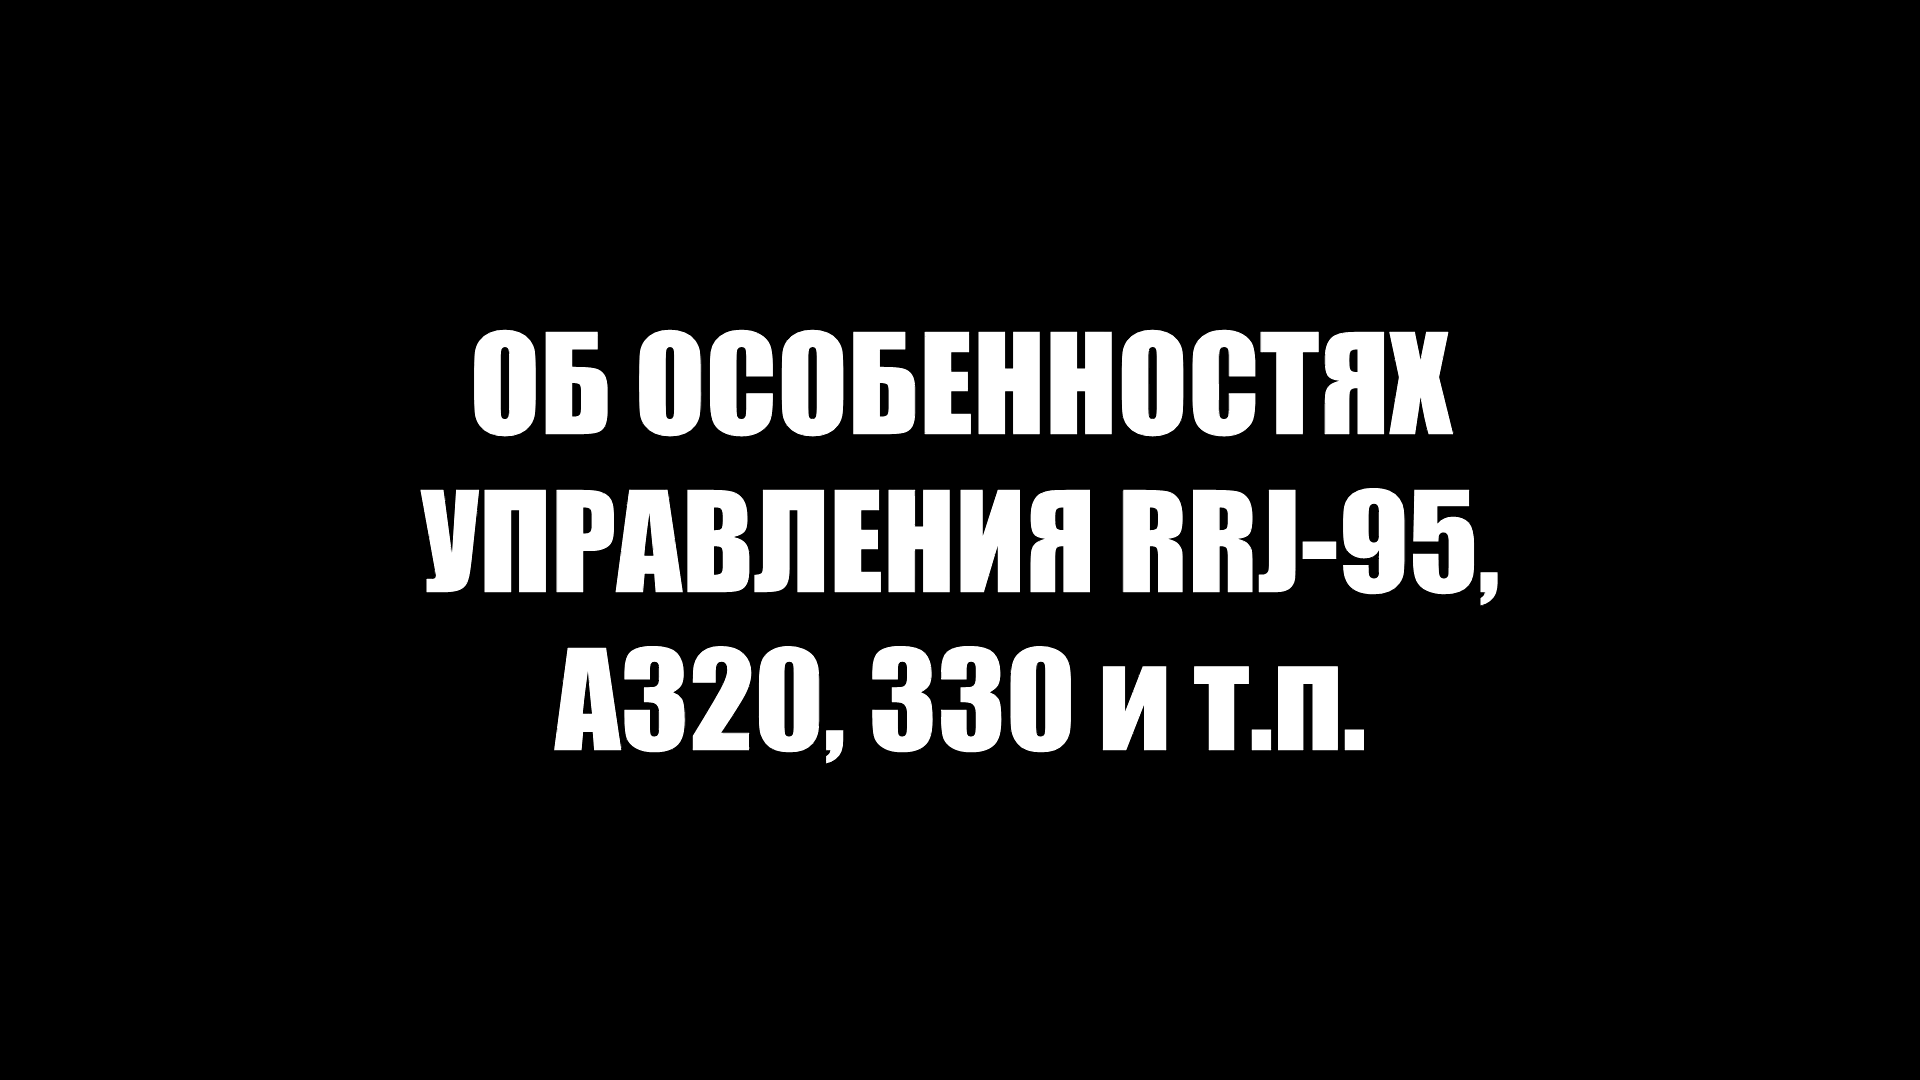 ОБ ОСОБЕННОСТЯХ
УПРАВЛЕНИЯ RRJ-95,
А320, 330 и т.п.